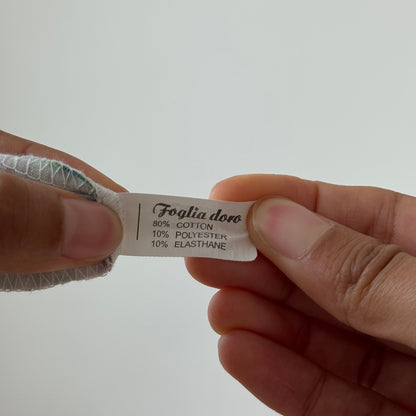 Foglia doro
80% COTTON
10% POLYESTER
10% ELASTHANE